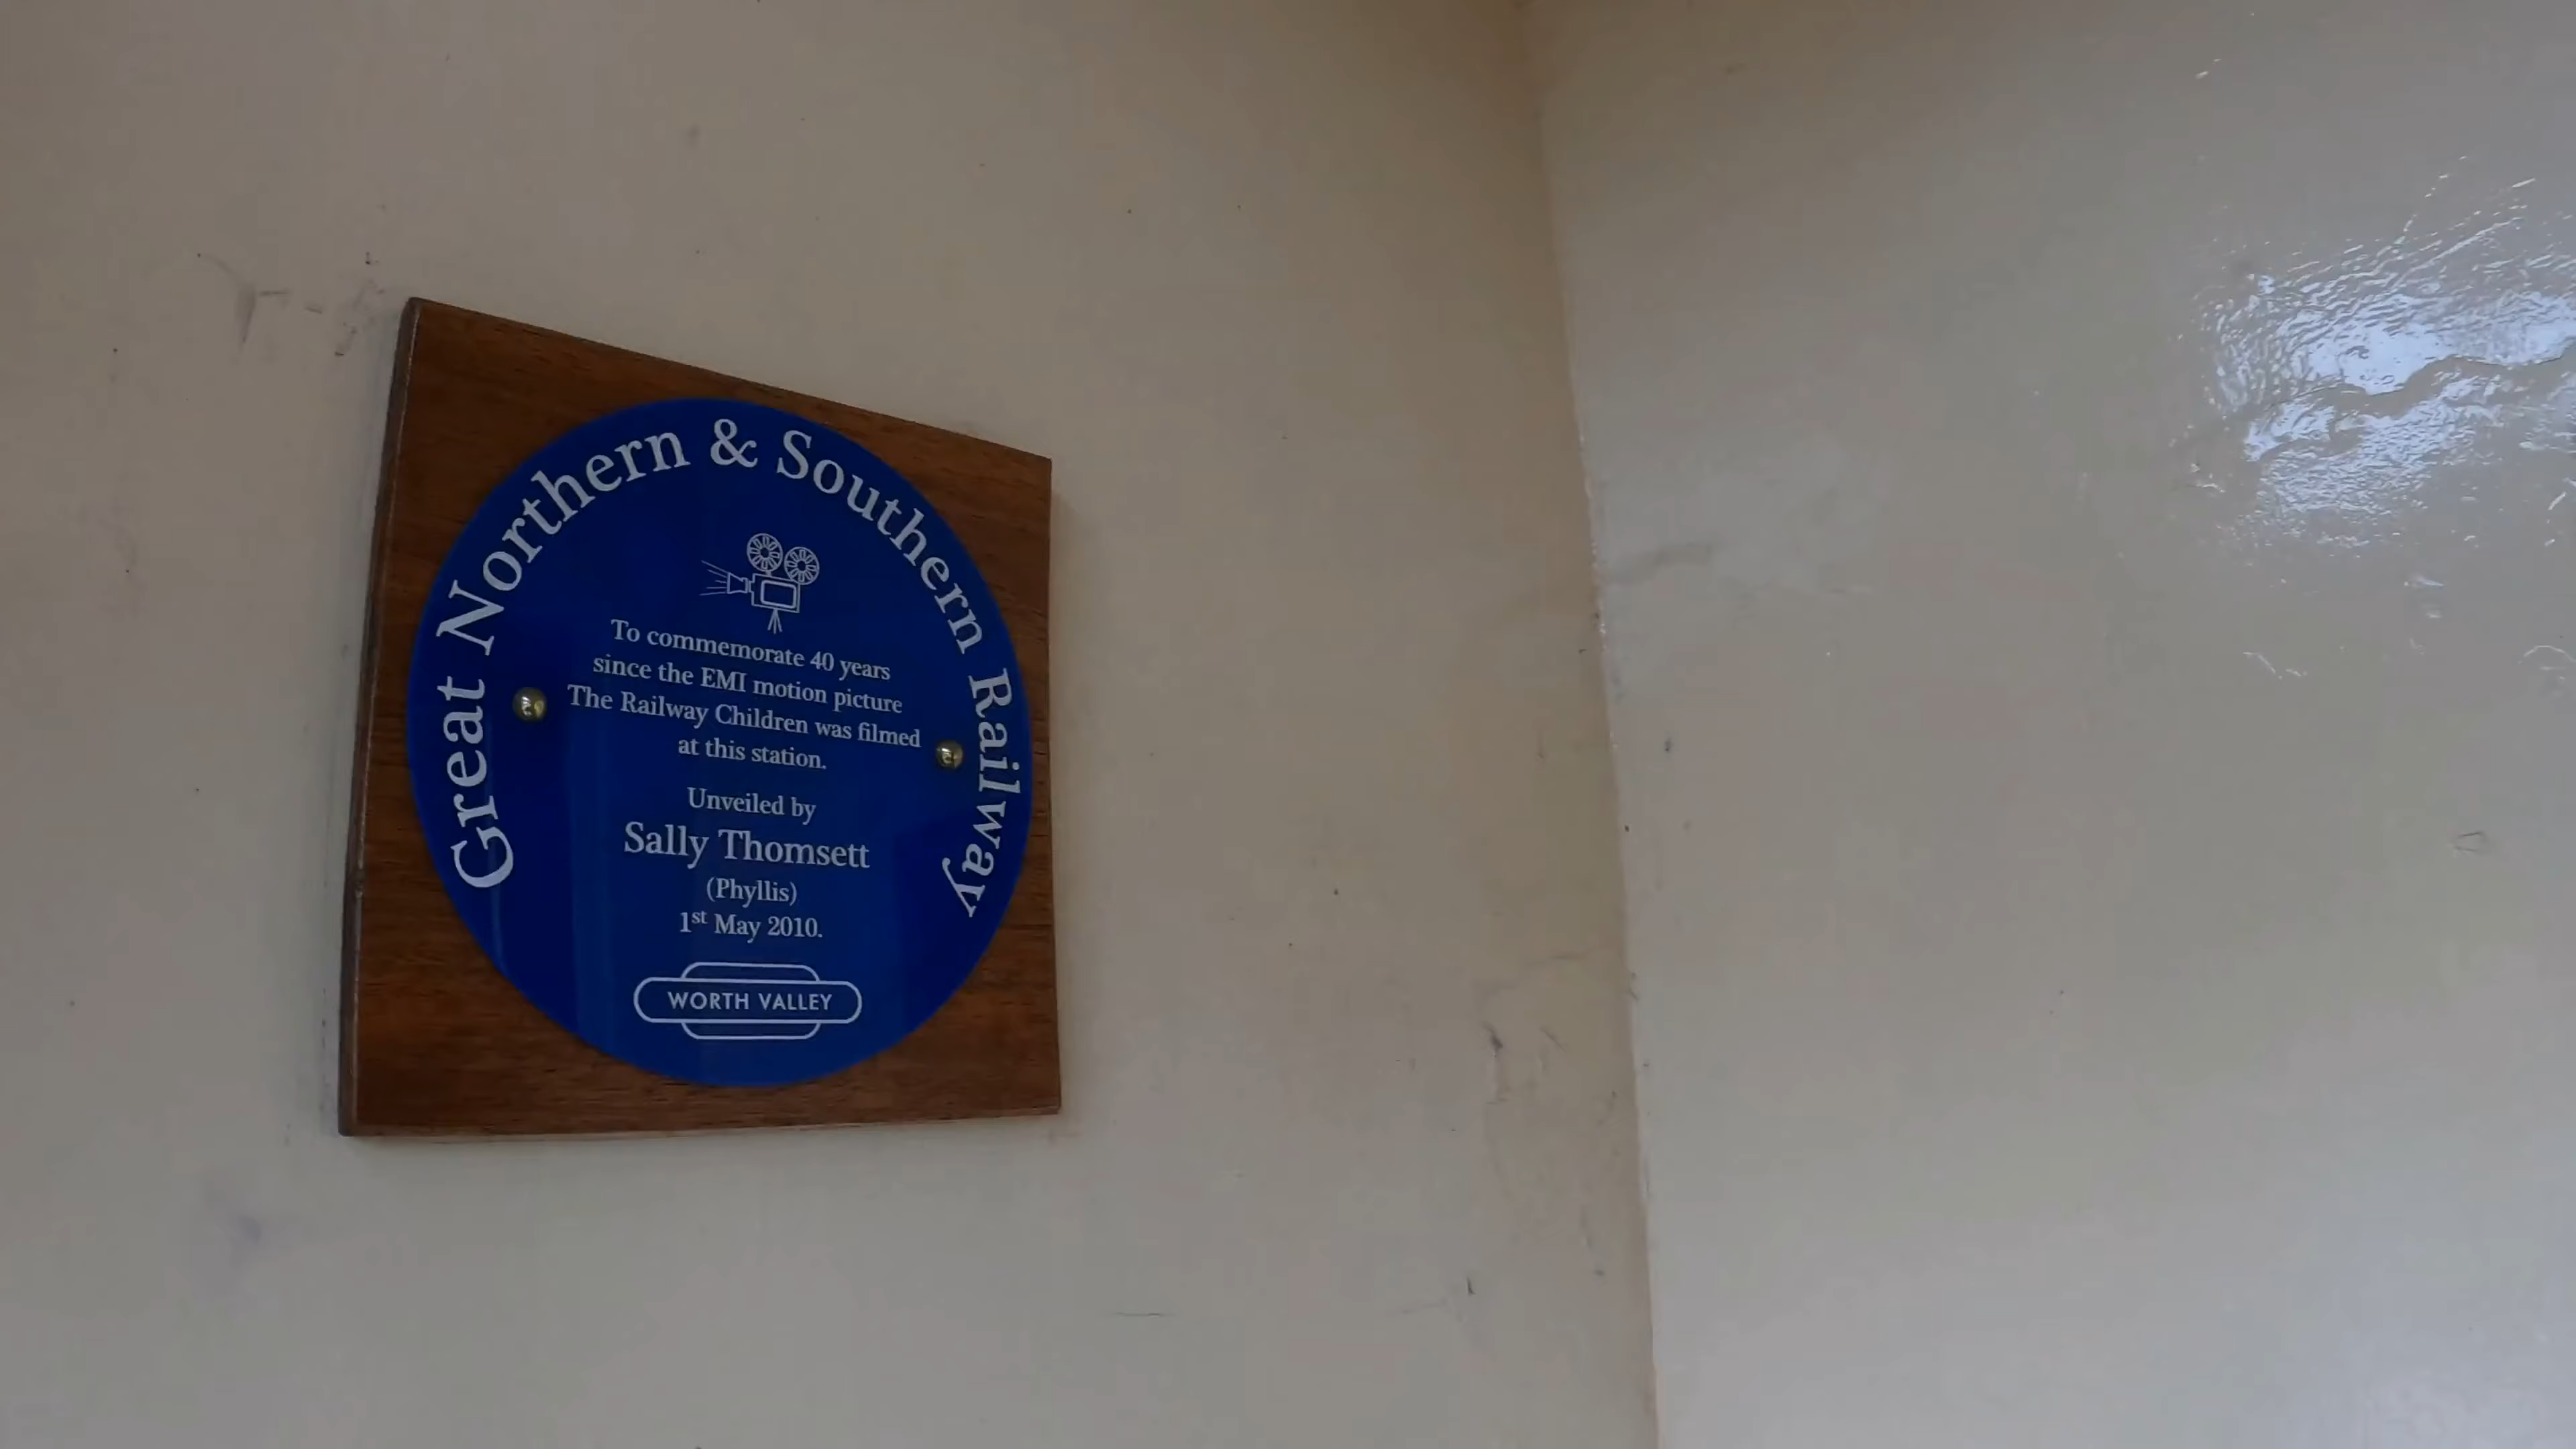 Great Northern & Southern Railway
To commemorate 40 years
since the EMI motion picture
The Railway Children was filmed
at this station.
Unveiled by
Sally Thomsett
(Phyllis)
1st May 2010.
WORTH VALLEY